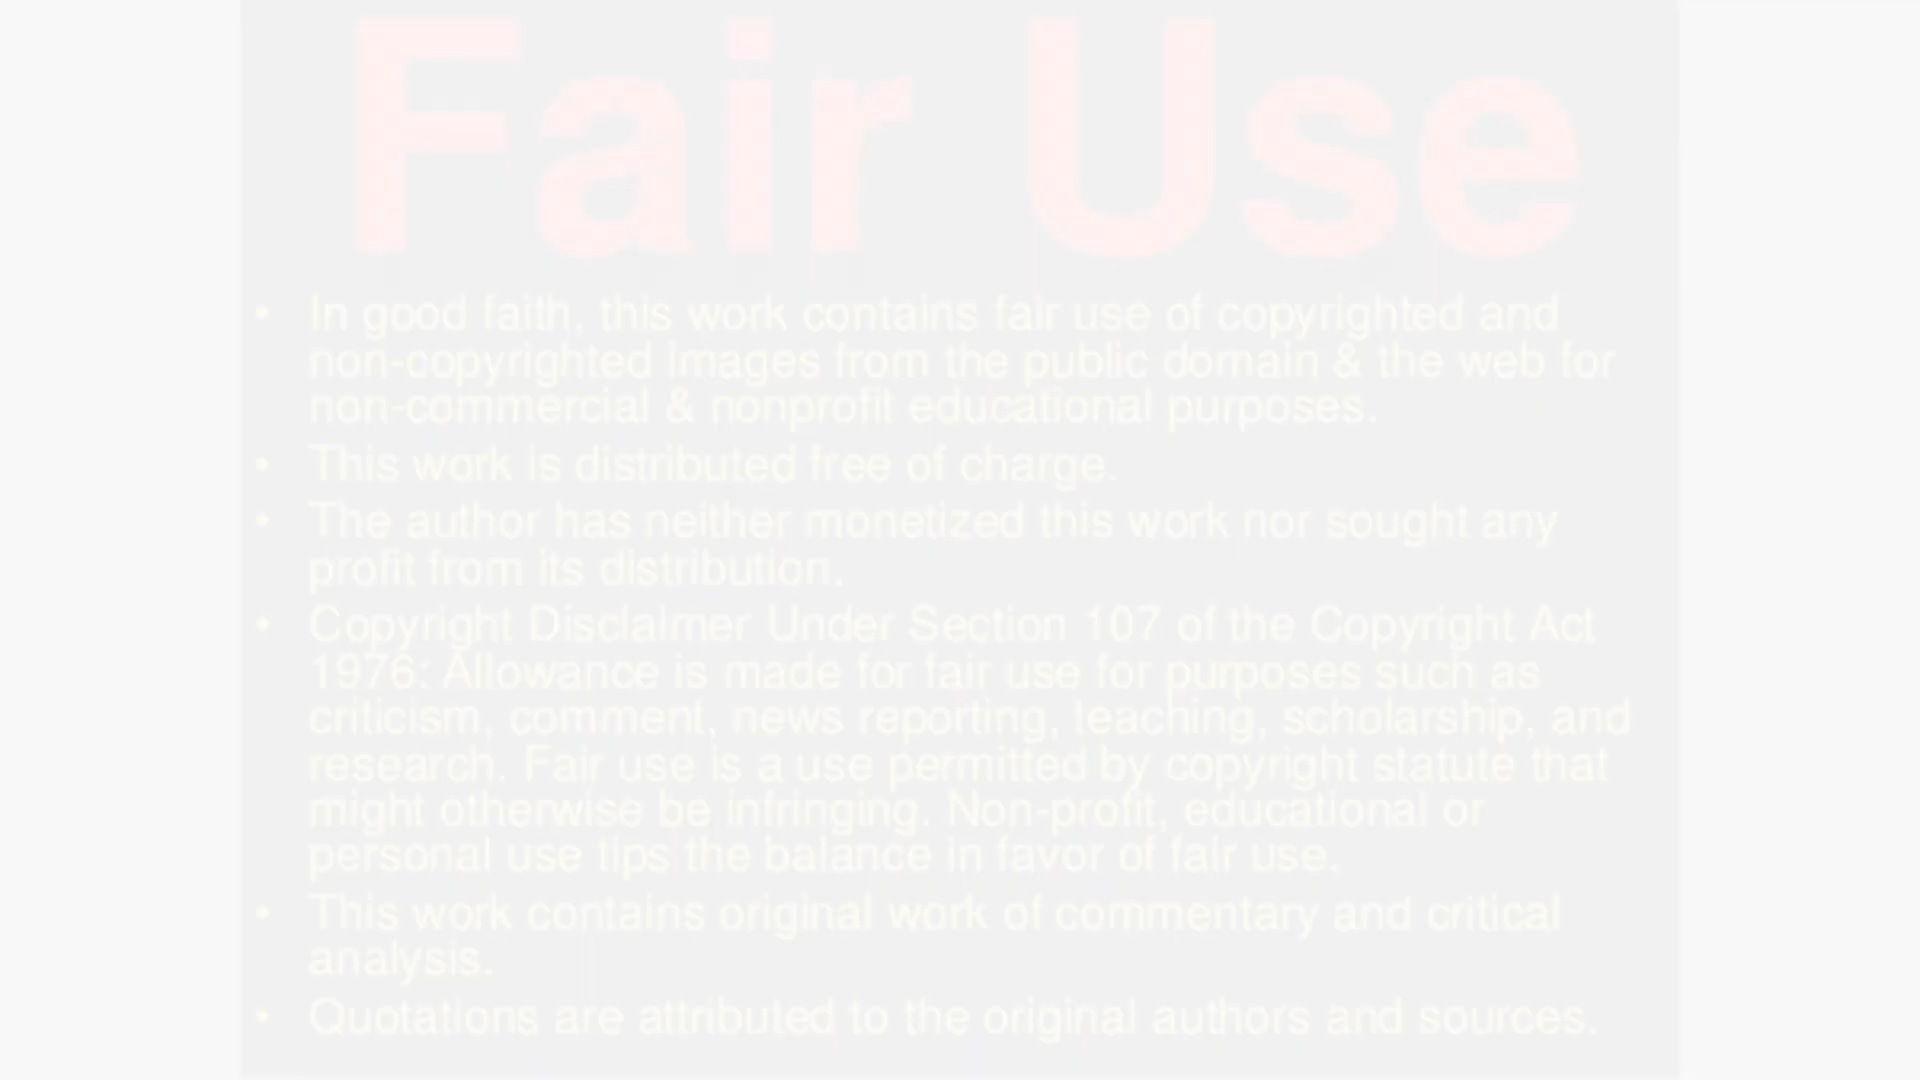 Fair Use
• In good faith, this work contains fair use of copyrighted and
non-copyrighted images from the public domain & the web for
non-commercial & nonprofit educational purposes.
• This work is distributed free of charge.
• The author has neither monetized this work nor sought any
profit from its distribution.
• Copyright Disclaimer Under Section 107 of the Copyright Act
1976: Allowance is made for fair use for purposes such as
criticism, comment, news reporting, teaching, scholarship, and
research. Fair use is a use permitted by copyright statute that
might otherwise be infringing. Non-profit, educational or
personal use tips the balance in favor of fair use.
• This work contains original work of commentary and critical
analysis.
• Quotations are attributed to the original authors and sources.